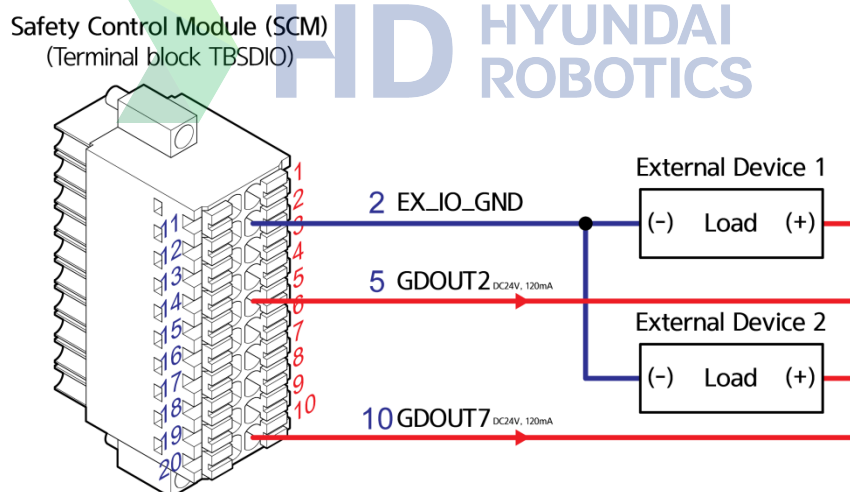 Safety Control Module (SCM)
(Terminal block TBSDIO)
HD HYUNDAI
ROBOTICS
1
2
3
4
5
6
7
8
9
10
11
12
13
14
15
16
17
18
19
20
2 EX_IO_GND
5 GDOUT2 DC24V, 120mA
10 GDOUT7 DC24V, 120mA
External Device 1
(-) Load (+)
External Device 2
(-) Load (+)